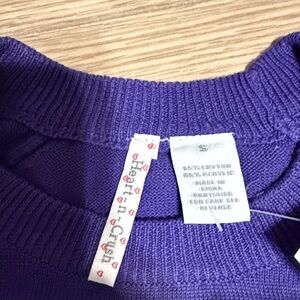 Heart-n-Crush
S
55% COTTON
45% ACRYLIC
MADE IN
CHINA
FOR CARE SEE
REVERSE